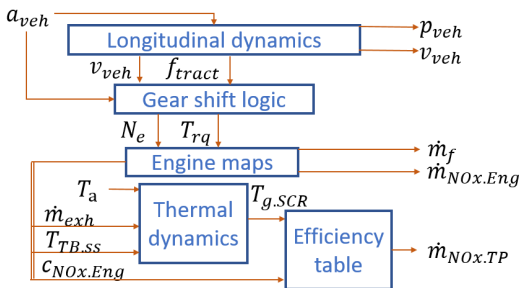 a_veh
Longitudinal dynamics
p_veh
v_veh
v_veh f_tract
Gear shift logic
N_e T_rq
Engine maps
ṁ_f
ṁ_NOx.Eng
T_a
Thermal dynamics
T_g.SCR
ṁ_exh
T_TB.ss
c_NOx.Eng
Efficiency table
ṁ_NOx.TP